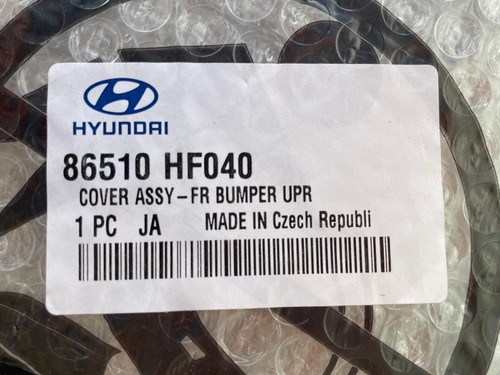 HYUNDAI
86510 HF040
COVER ASSY-FR BUMPER UPR
1 PC JA MADE IN Czech Republi